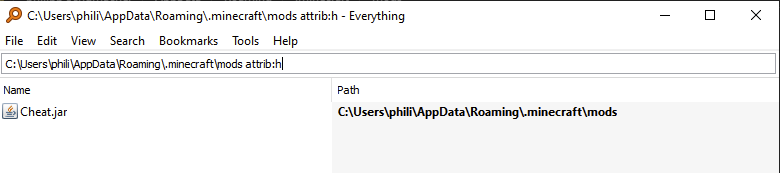 C:\Users\phili\AppData\Roaming\.minecraft\mods attrib:h - Everything
File Edit View Search Bookmarks Tools Help
C:\Users\phili\AppData\Roaming\.minecraft\mods attrib:h
Name Path
Cheat.jar C:\Users\phili\AppData\Roaming\.minecraft\mods